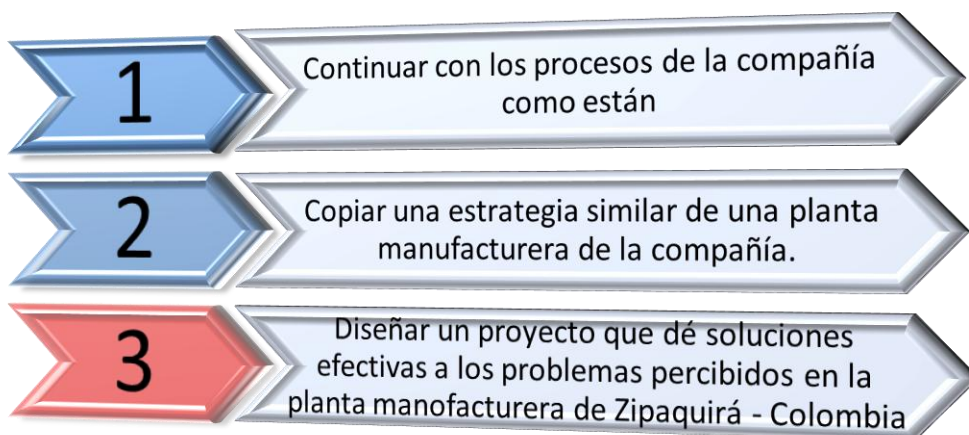 1
Continuar con los procesos de la compañía
como están
2
Copiar una estrategia similar de una planta
manufacturera de la compañía.
3
Diseñar un proyecto que dé soluciones
efectivas a los problemas percibidos en la
planta manofacturera de Zipaquirá - Colombia